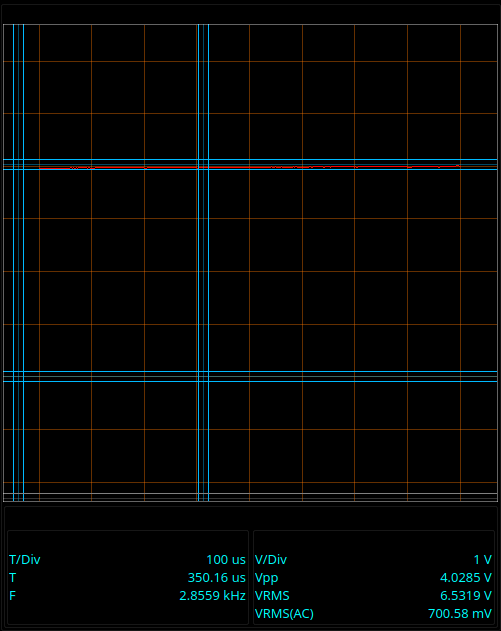 T/Div 100 us V/Div 1 V
T 350.16 us Vpp 4.0285 V
F 2.8559 kHz VRMS 6.5319 V
VRMS(AC) 700.58 mV